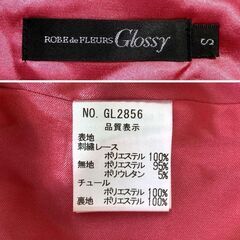 ROBE de FLEURS Glossy
S
NO. GL2856
品質表示
表地
刺繍レース
ポリエステル 100%
無地 ポリエステル 95%
ポリウレタン 5%
チュール
ポリエステル 100%
裏地 ポリエステル 100%